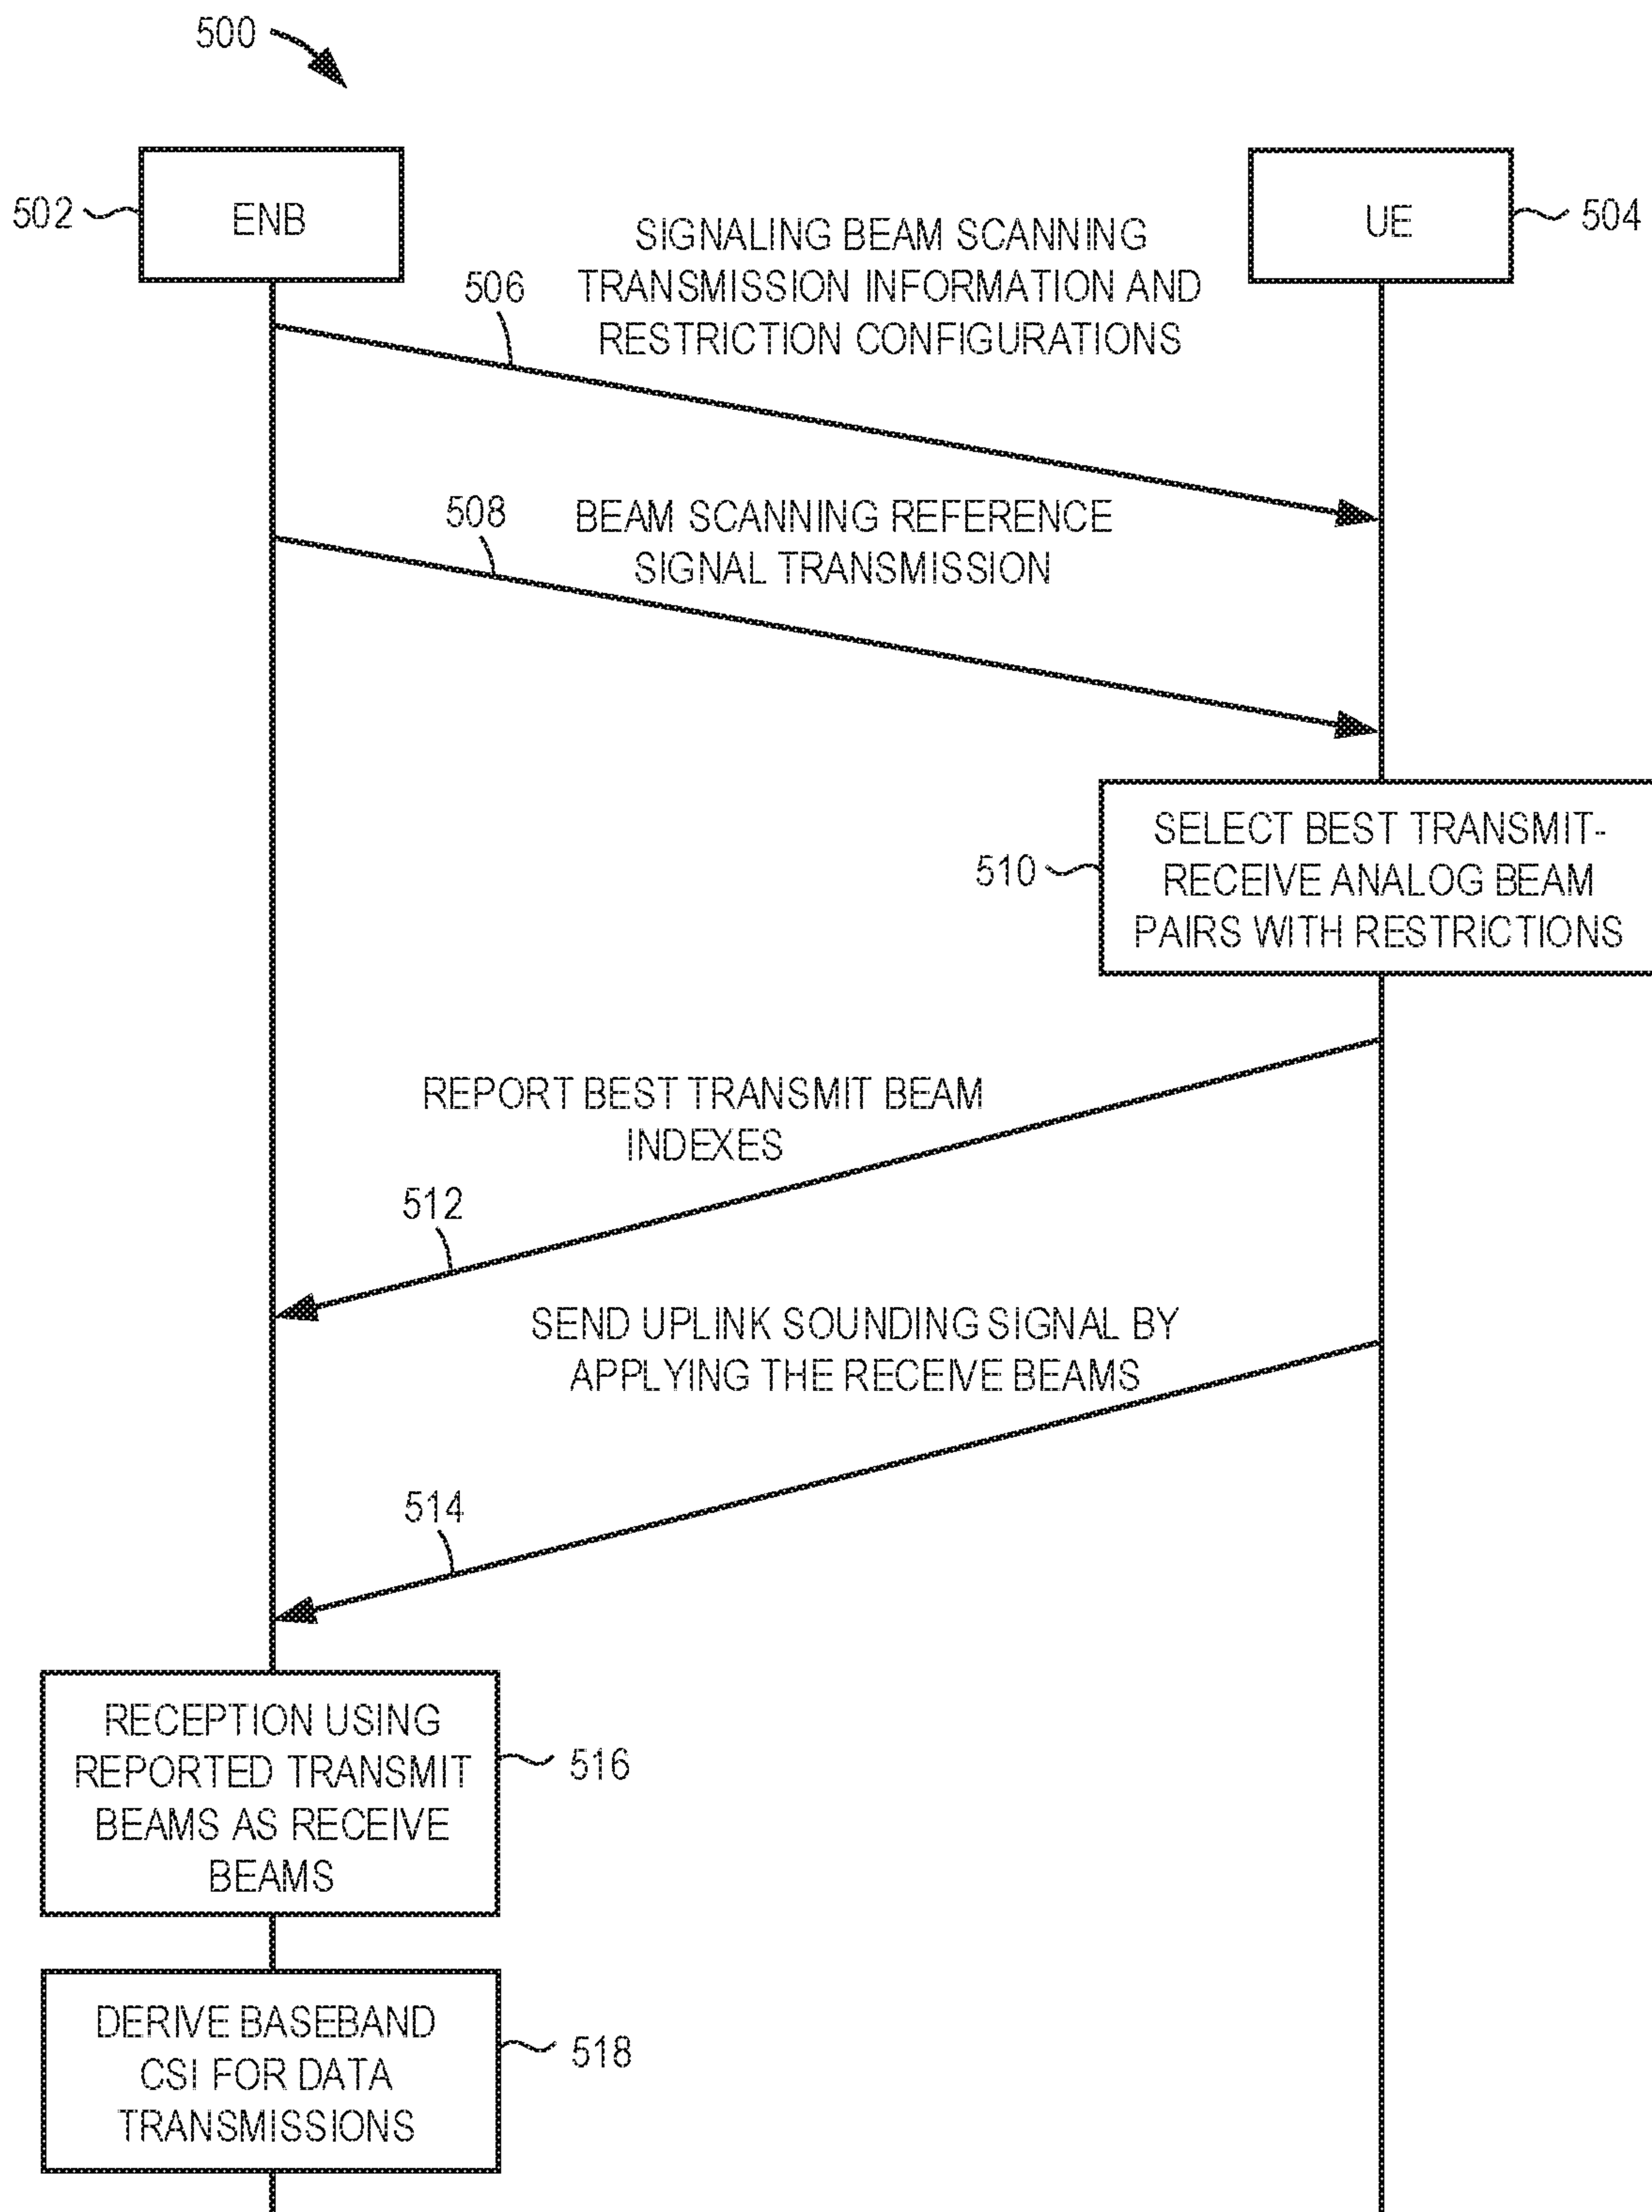 500
502
ENB
UE
504
506
SIGNALING BEAM SCANNING
TRANSMISSION INFORMATION AND
RESTRICTION CONFIGURATIONS
508
BEAM SCANNING REFERENCE
SIGNAL TRANSMISSION
510
SELECT BEST TRANSMIT-
RECEIVE ANALOG BEAM
PAIRS WITH RESTRICTIONS
REPORT BEST TRANSMIT BEAM
INDEXES
512
SEND UPLINK SOUNDING SIGNAL BY
APPLYING THE RECEIVE BEAMS
514
RECEPTION USING
REPORTED TRANSMIT
BEAMS AS RECEIVE
BEAMS
516
DERIVE BASEBAND
CSI FOR DATA
TRANSMISSIONS
518